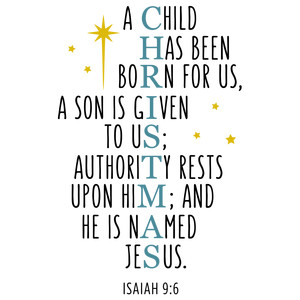 A CHILD
HAS BEEN
BORN FOR US,
A SON IS GIVEN
TO US;
AUTHORITY RESTS
UPON HIM; AND
HE IS NAMED
JESUS.
ISAIAH 9:6